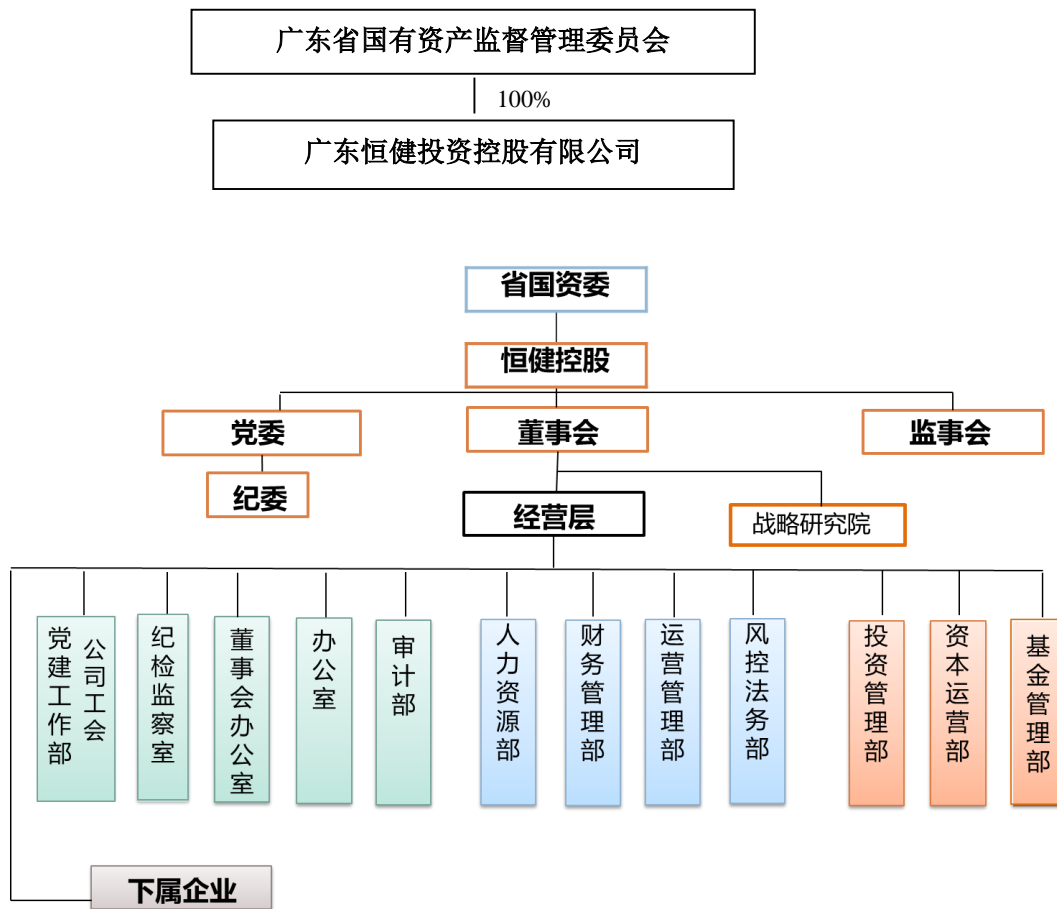 广东省国有资产监督管理委员会
100%
广东恒健投资控股有限公司
省国资委
恒健控股
党委
董事会
监事会
纪委
经营层
战略研究院
党建工作部
公司工会
纪检监察室
董事会办公室
办公室
审计部
人力资源部
财务管理部
运营管理部
风控法务部
投资管理部
资本运营部
基金管理部
下属企业